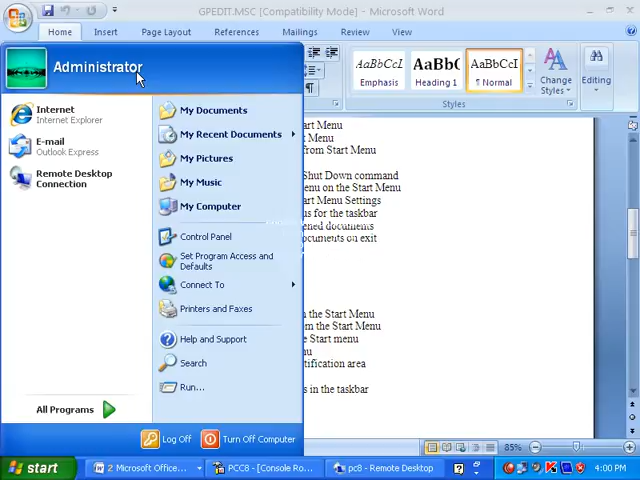 GPEDIT.MSC [Compatibility Mode] - Microsoft Word
Home Insert Page Layout References Mailings Review View
Administrator
AaBbCcL AaBbC AaBbCcI
Emphasis Heading 1 ¶ Normal
Change Styles
Editing
Styles
Internet
Internet Explorer
E-mail
Outlook Express
Remote Desktop
Connection
All Programs
My Documents
My Recent Documents
My Pictures
My Music
My Computer
Control Panel
Set Program Access and
Defaults
Connect To
Printers and Faxes
Help and Support
Search
Run...
Log Off Turn Off Computer
art Menu
Menu
from Start Menu
Shut Down command
enu on the Start Menu
art Menu Settings
us for the taskbar
ened documents
ocuments on exit
n the Start Menu
om the Start Menu
e Start menu
nu
tification area
s in the taskbar
85%
start 2 Microsoft Office... PCC8 - [Console Ro... pc8 - Remote Desktop 4:00 PM